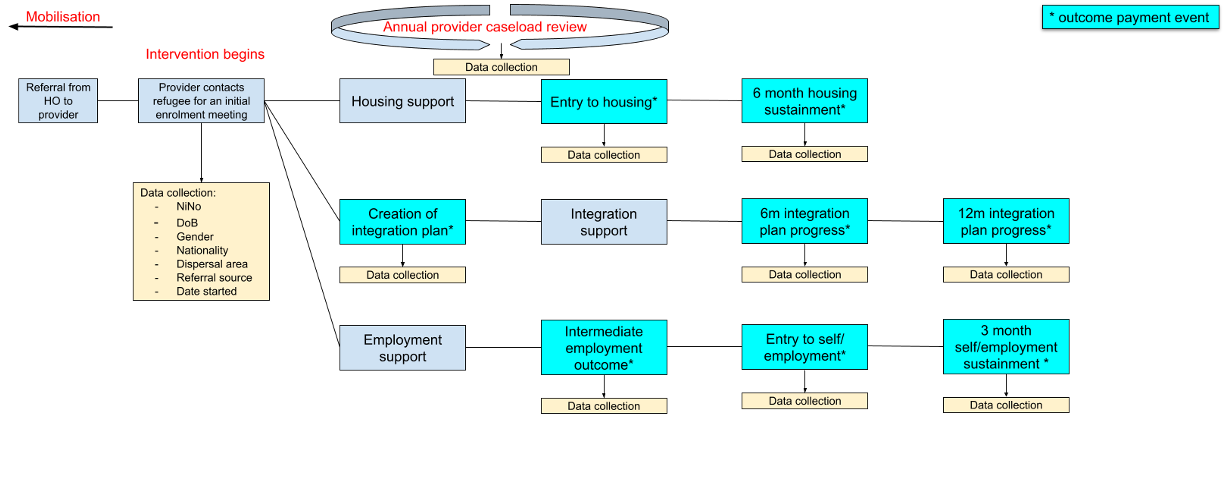 Mobilisation
Annual provider caseload review
* outcome payment event
Intervention begins
Data collection
Referral from
HO to
provider
Provider contacts
refugee for an initial
enrolment meeting
Housing support
Entry to housing*
6 month housing
sustainment*
Data collection
Data collection
Data collection:
- NiNo
- DoB
- Gender
- Nationality
- Dispersal area
- Referral source
- Date started
Creation of
integration plan*
Integration
support
6m integration
plan progress*
12m integration
plan progress*
Data collection
Data collection
Data collection
Employment
support
Intermediate
employment
outcome*
Entry to self/
employment*
3 month
self/employment
sustainment *
Data collection
Data collection
Data collection